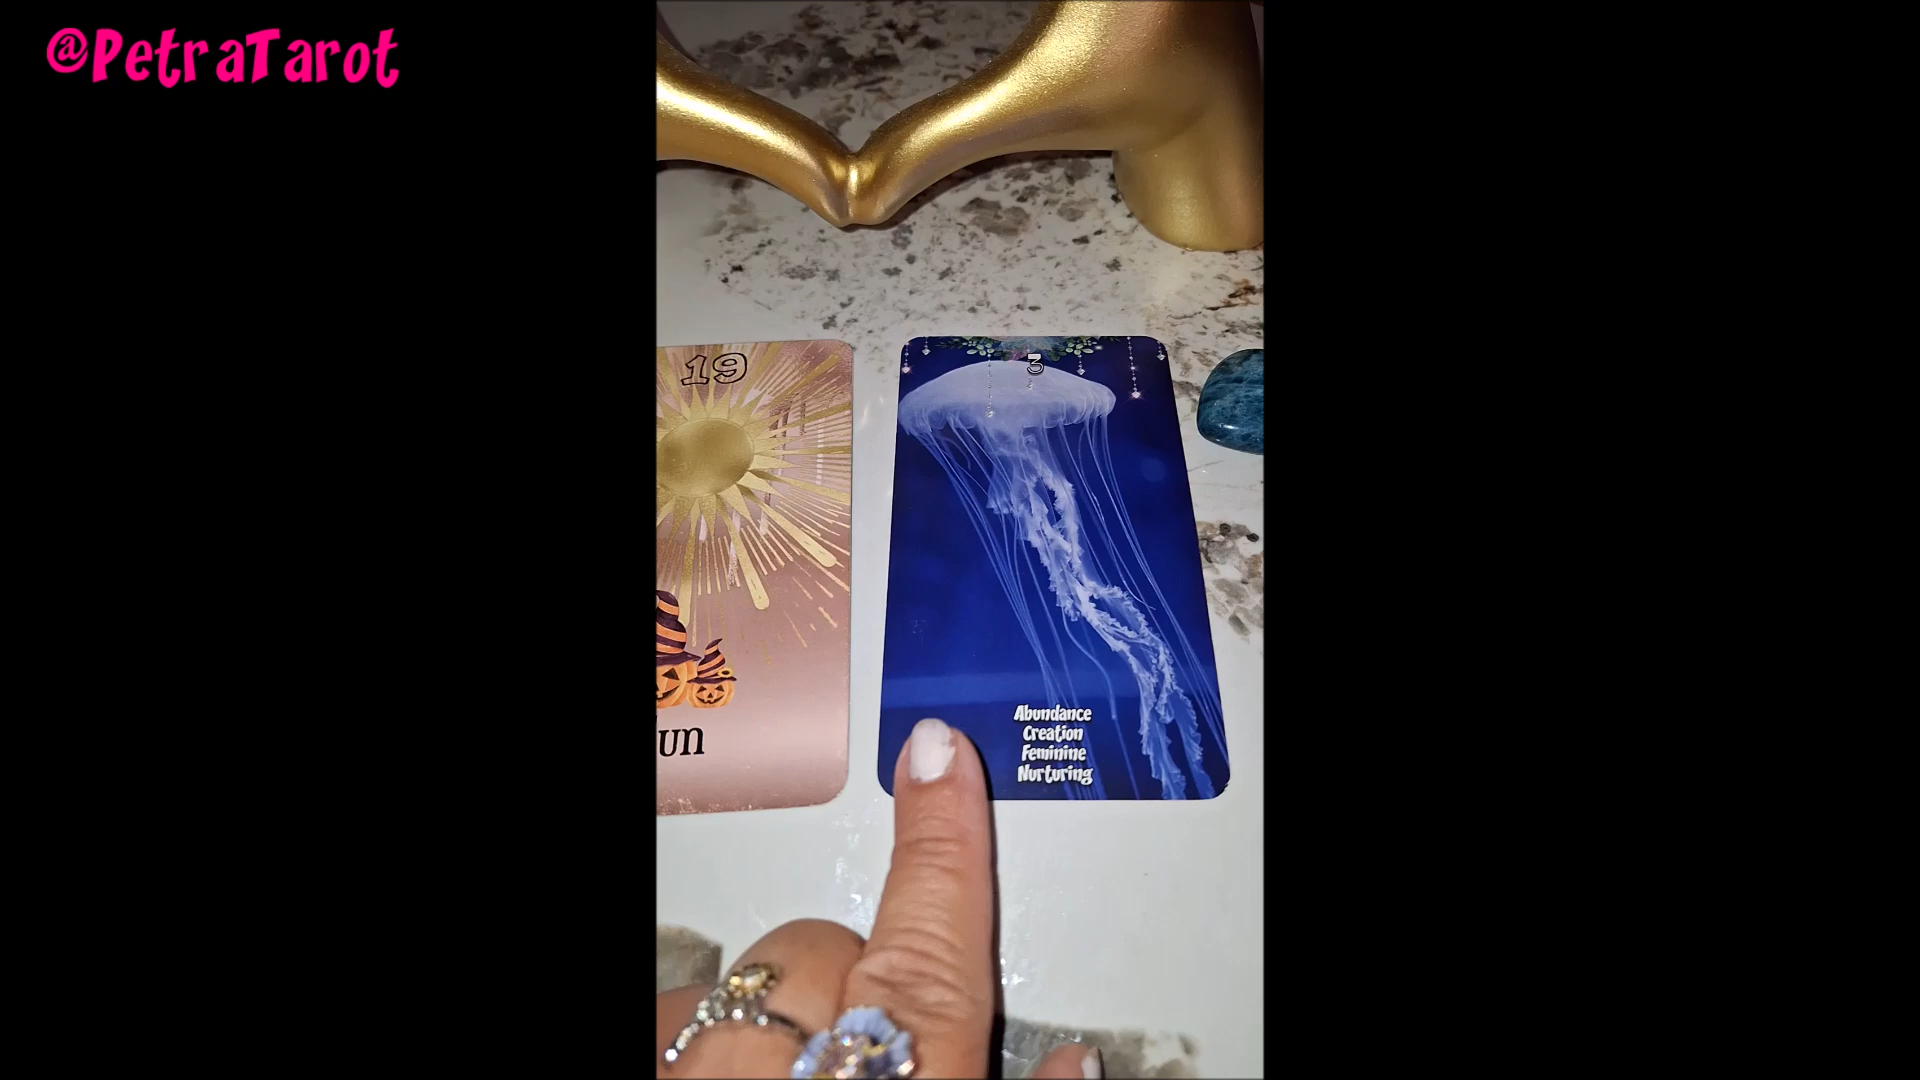 @PetraTarot
19
3
un
Abundance
Creation
Feminine
Nurturing